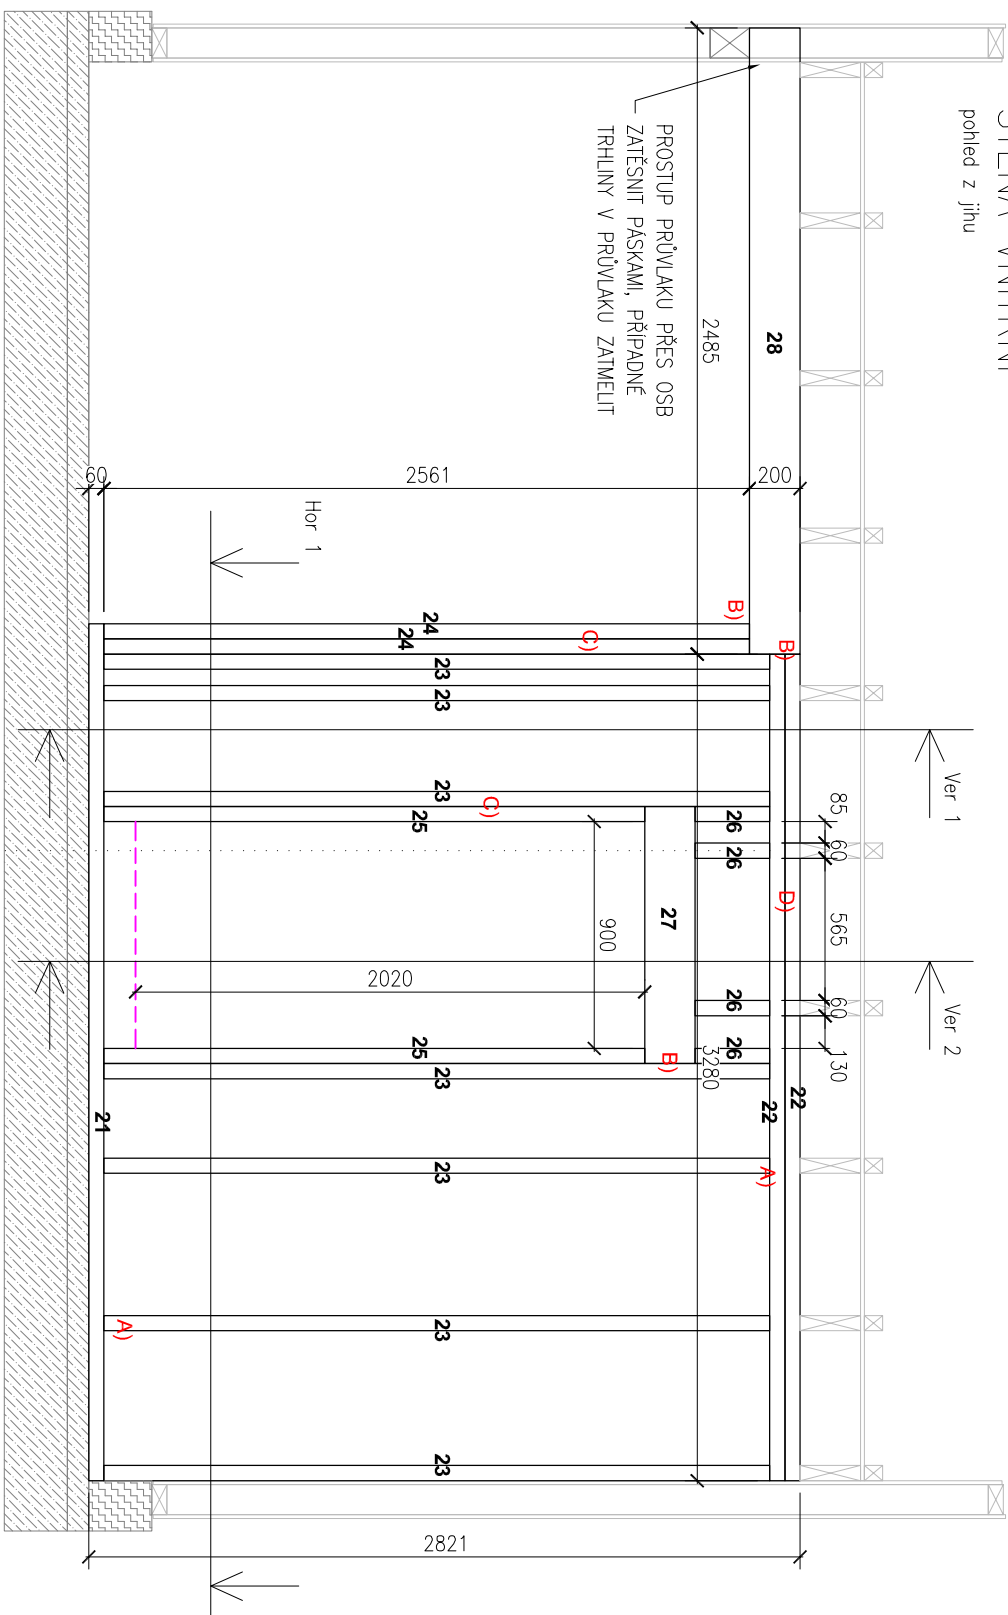 pohled z jihu
PROSTUP PRŮVLAKU PŘES OSB
ZATĚSNIT PÁSKAMI, PŘÍPADNÉ
TRHLINY V PRŮVLAKU ZATMELIT
28
2485
60
2561
200
Hor 1
B)
B)
24
24
C)
23
23
Ver 1
85
60
565
60
130
Ver 2
23
C)
25
26
26
D)
27
900
2020
26
26
25
B)
3280
23
22
22
21
23
A)
23
A)
23
2821